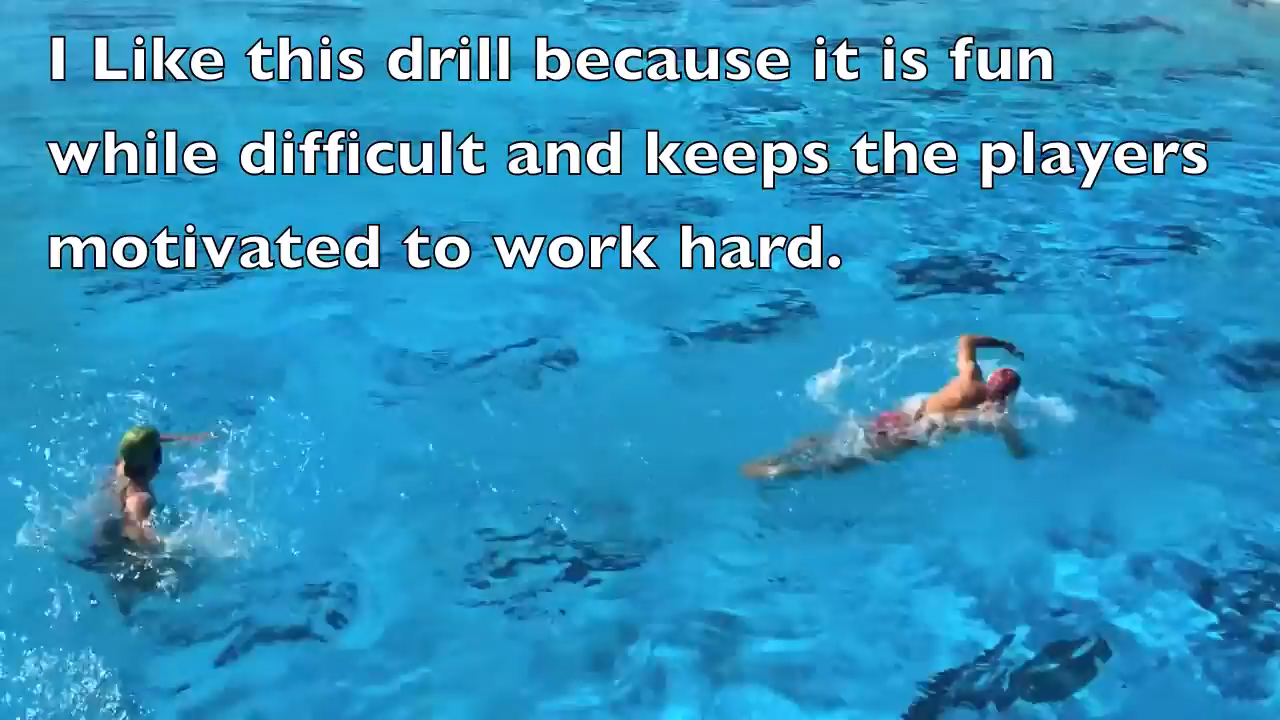 I Like this drill because it is fun
while difficult and keeps the players
motivated to work hard.